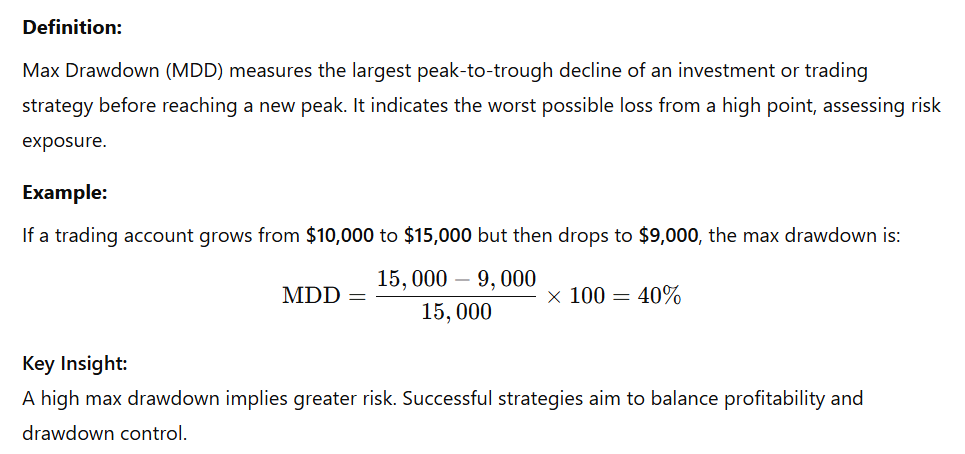 Definition:
Max Drawdown (MDD) measures the largest peak-to-trough decline of an investment or trading
strategy before reaching a new peak. It indicates the worst possible loss from a high point, assessing risk
exposure.
Example:
If a trading account grows from $10,000 to $15,000 but then drops to $9,000, the max drawdown is:
MDD = 15,000 − 9,000 / 15,000 × 100 = 40%
Key Insight:
A high max drawdown implies greater risk. Successful strategies aim to balance profitability and
drawdown control.